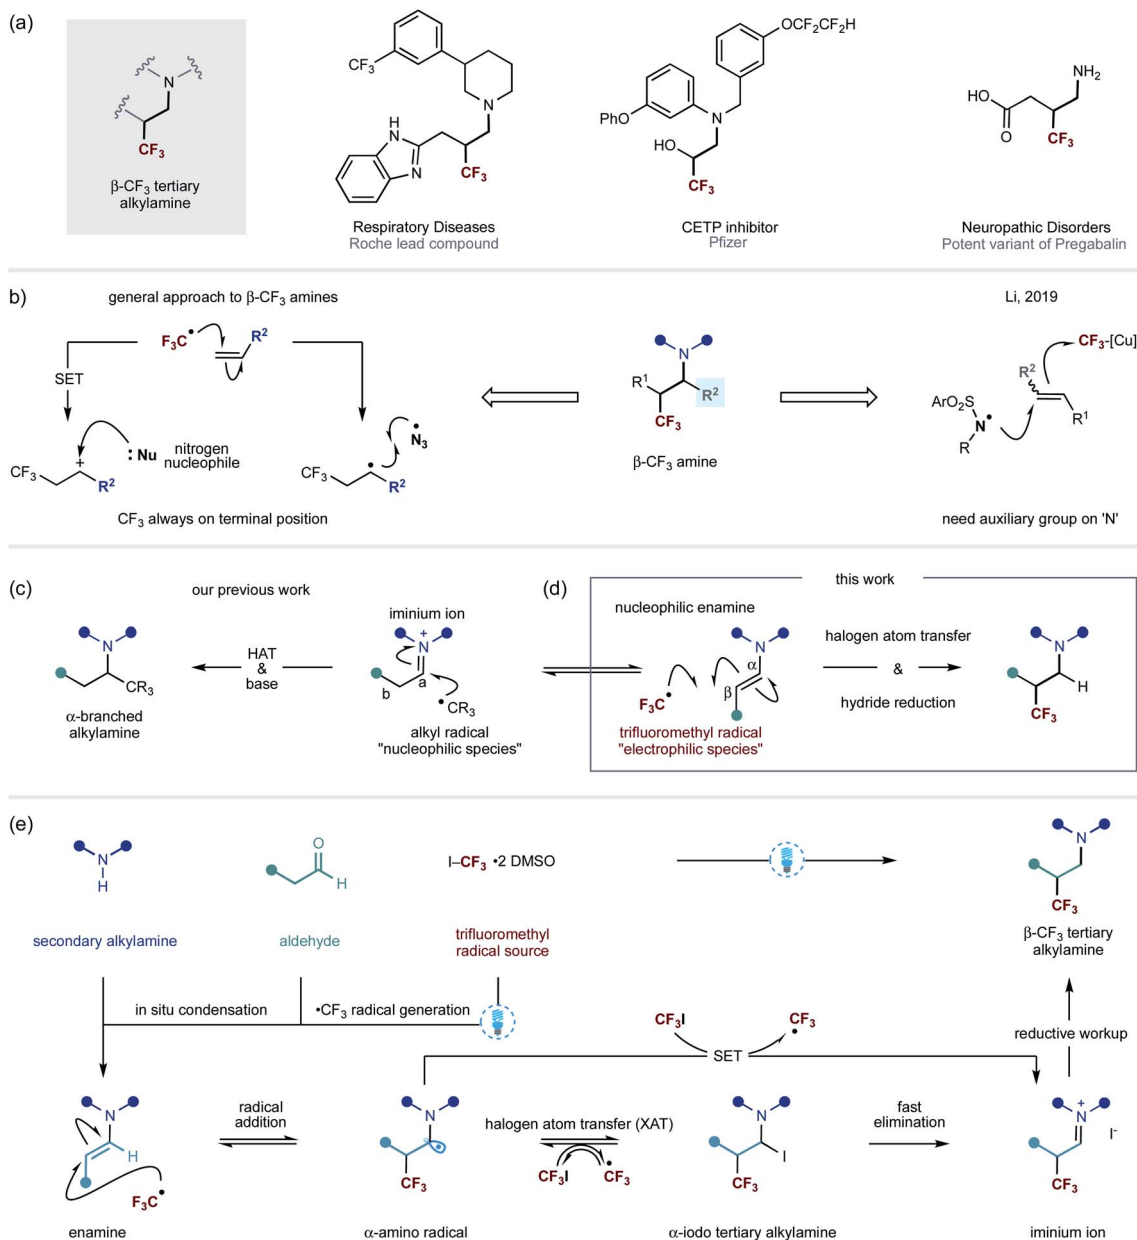 (a)
N
CF3
β-CF3 tertiary
alkylamine
CF3
N
H
N
N
CF3
Respiratory Diseases
Roche lead compound
OCF2CF2H
PhO
N
HO
CF3
CETP inhibitor
Pfizer
NH2
HO
O
CF3
Neuropathic Disorders
Potent variant of Pregabalin
b)
general approach to β-CF3 amines
F3C•
R2
SET
:Nu
nitrogen
nucleophile
+
CF3
R2
•
N3
CF3
•
R2
CF3 always on terminal position
N
R1
R2
CF3
β-CF3 amine
Li, 2019
CF3-[Cu]
R2
ArO2S
N•
R
R1
need auxiliary group on 'N'
(c)
our previous work
N
CR3
α-branched
alkylamine
HAT
&
base
iminium ion
+
N
b
a
•CR3
alkyl radical
"nucleophilic species"
(d)
this work
nucleophilic enamine
N
α
β
F3C•
trifluoromethyl radical
"electrophilic species"
halogen atom transfer
&
hydride reduction
N
H
CF3
(e)
N
H
secondary alkylamine
O
H
aldehyde
I–CF3 •2 DMSO
trifluoromethyl
radical source
N
CF3
β-CF3 tertiary
alkylamine
in situ condensation
•CF3 radical generation
CF3I
•CF3
SET
reductive workup
N
H
F3C•
enamine
radical
addition
N
CF3
α-amino radical
halogen atom transfer (XAT)
CF3I
•CF3
N
I
CF3
α-iodo tertiary alkylamine
fast
elimination
+
N
I-
CF3
iminium ion